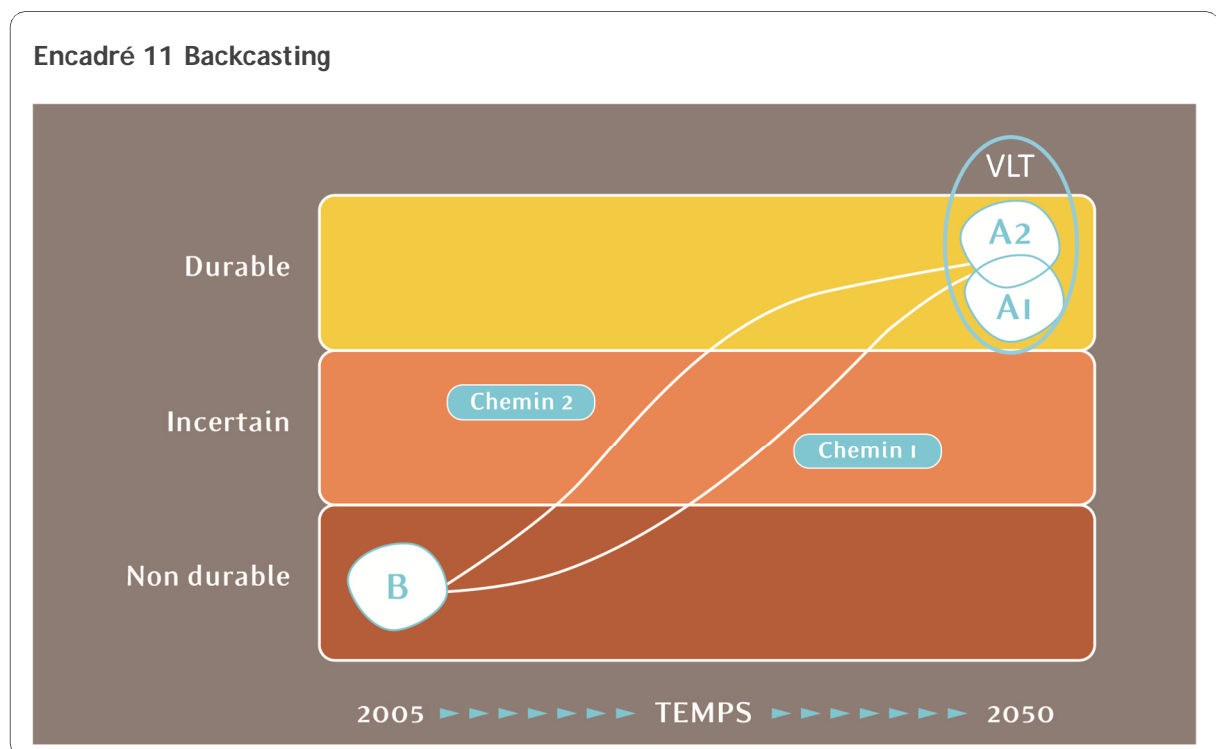 Encadré 11 Backcasting
VLT
A2
Durable
A1
Chemin 2
Incertain
Chemin 1
Non durable
B
2005 TEMPS 2050